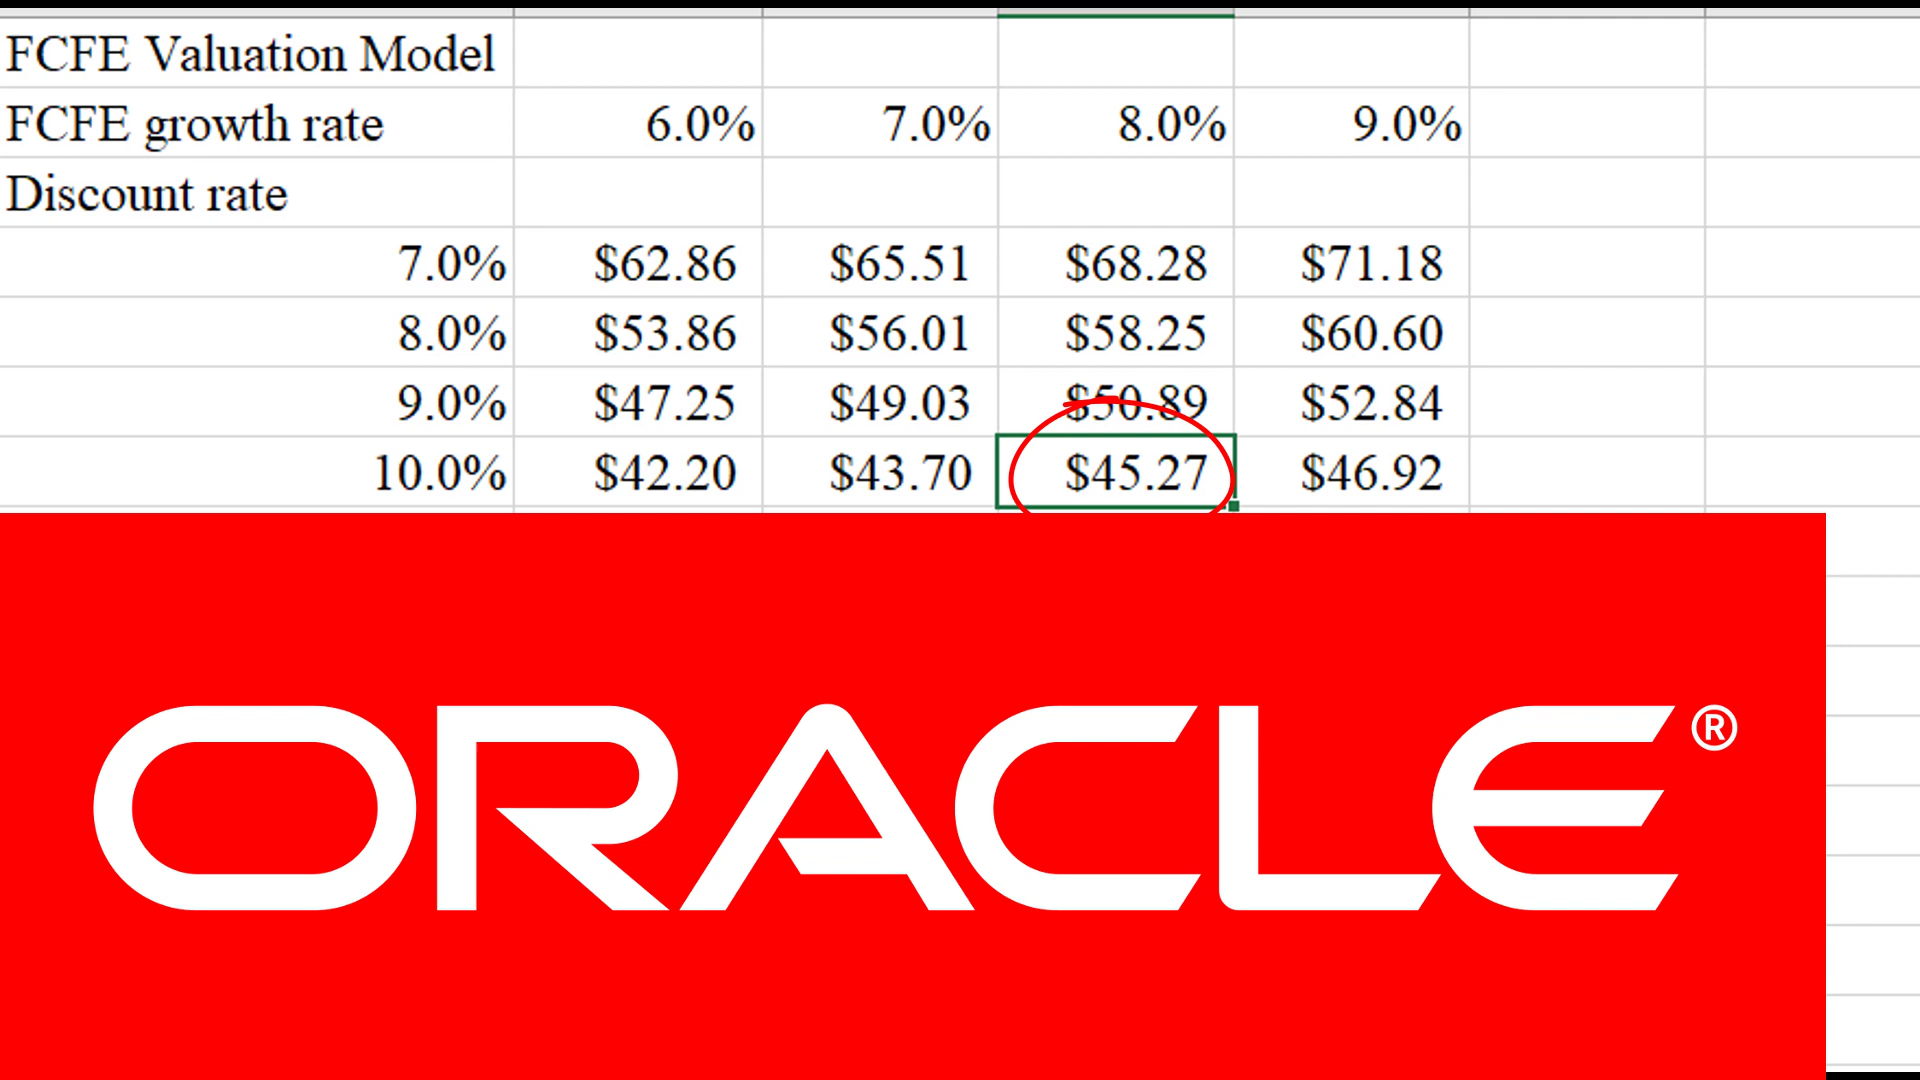 FCFE Valuation Model
FCFE growth rate 6.0% 7.0% 8.0% 9.0%
Discount rate
7.0% $62.86 $65.51 $68.28 $71.18
8.0% $53.86 $56.01 $58.25 $60.60
9.0% $47.25 $49.03 $50.89 $52.84
10.0% $42.20 $43.70 $45.27 $46.92
ORACLE®